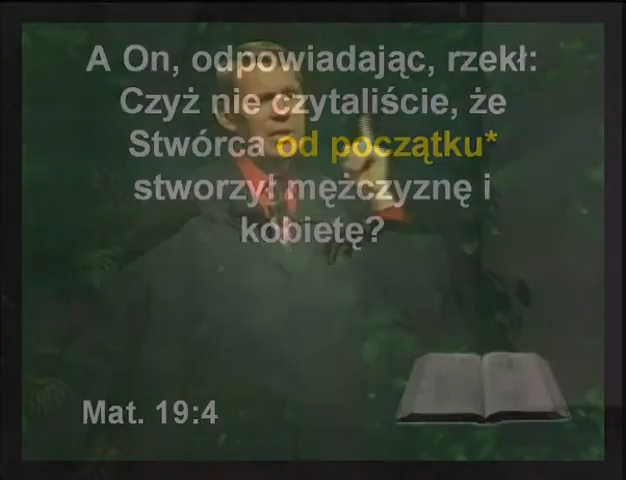 A On, odpowiadając, rzekł:
Czyż nie czytaliście, że
Stwórca od początku*
stworzył mężczyznę i
kobietę?
Mat. 19:4